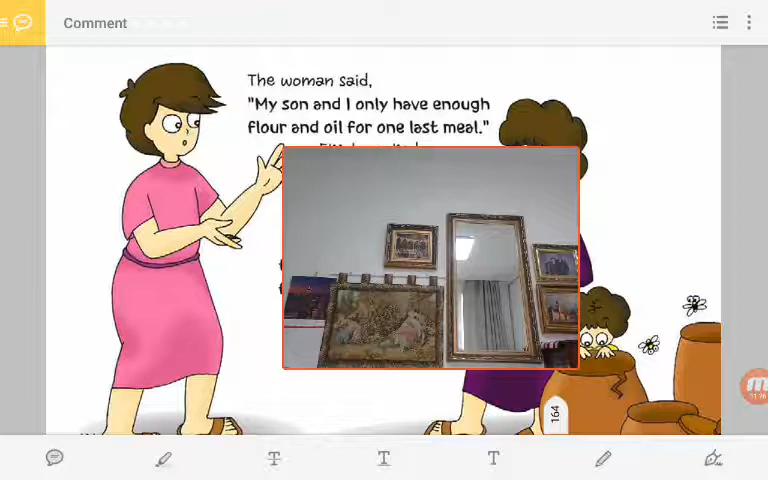 Comment
The woman said,
"My son and I only have enough
flour and oil for one last meal."
164